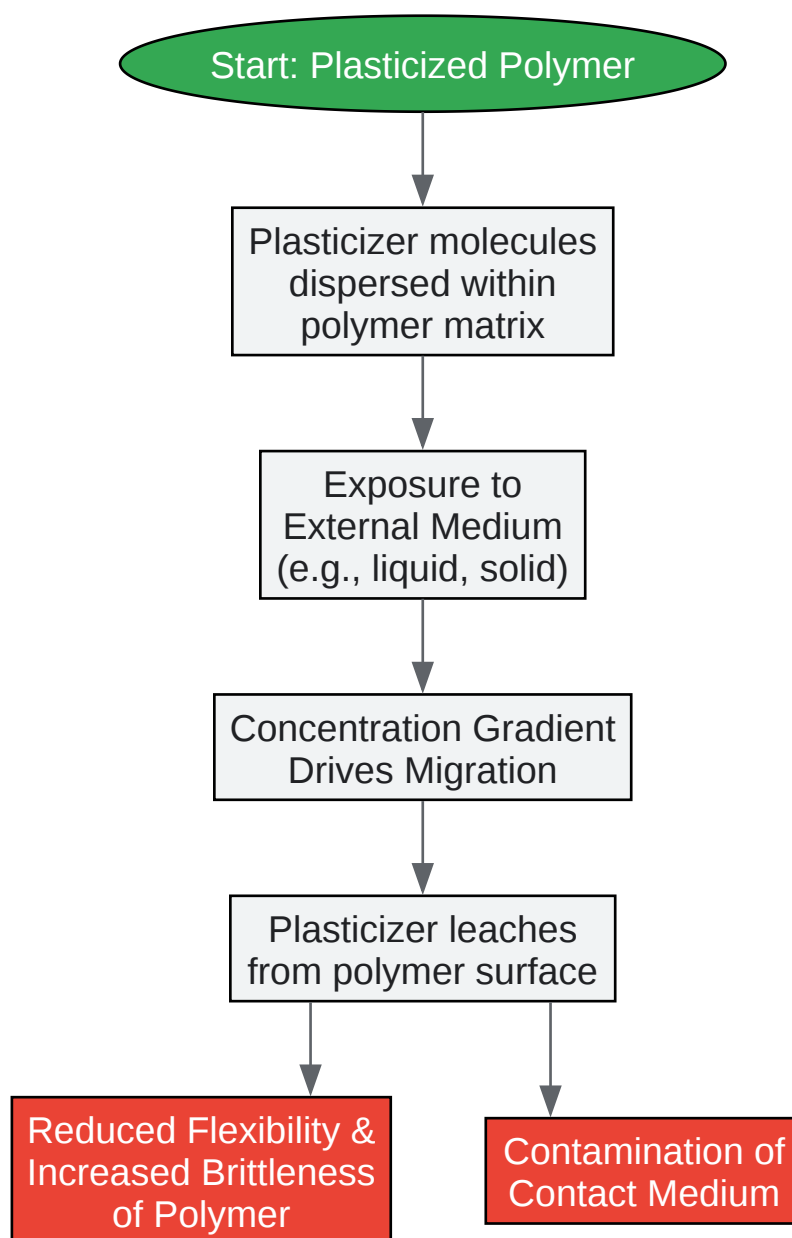 Start: Plasticized Polymer
Plasticizer molecules
dispersed within
polymer matrix
Exposure to
External Medium
(e.g., liquid, solid)
Concentration Gradient
Drives Migration
Plasticizer leaches
from polymer surface
Reduced Flexibility &
Increased Brittleness
of Polymer
Contamination of
Contact Medium